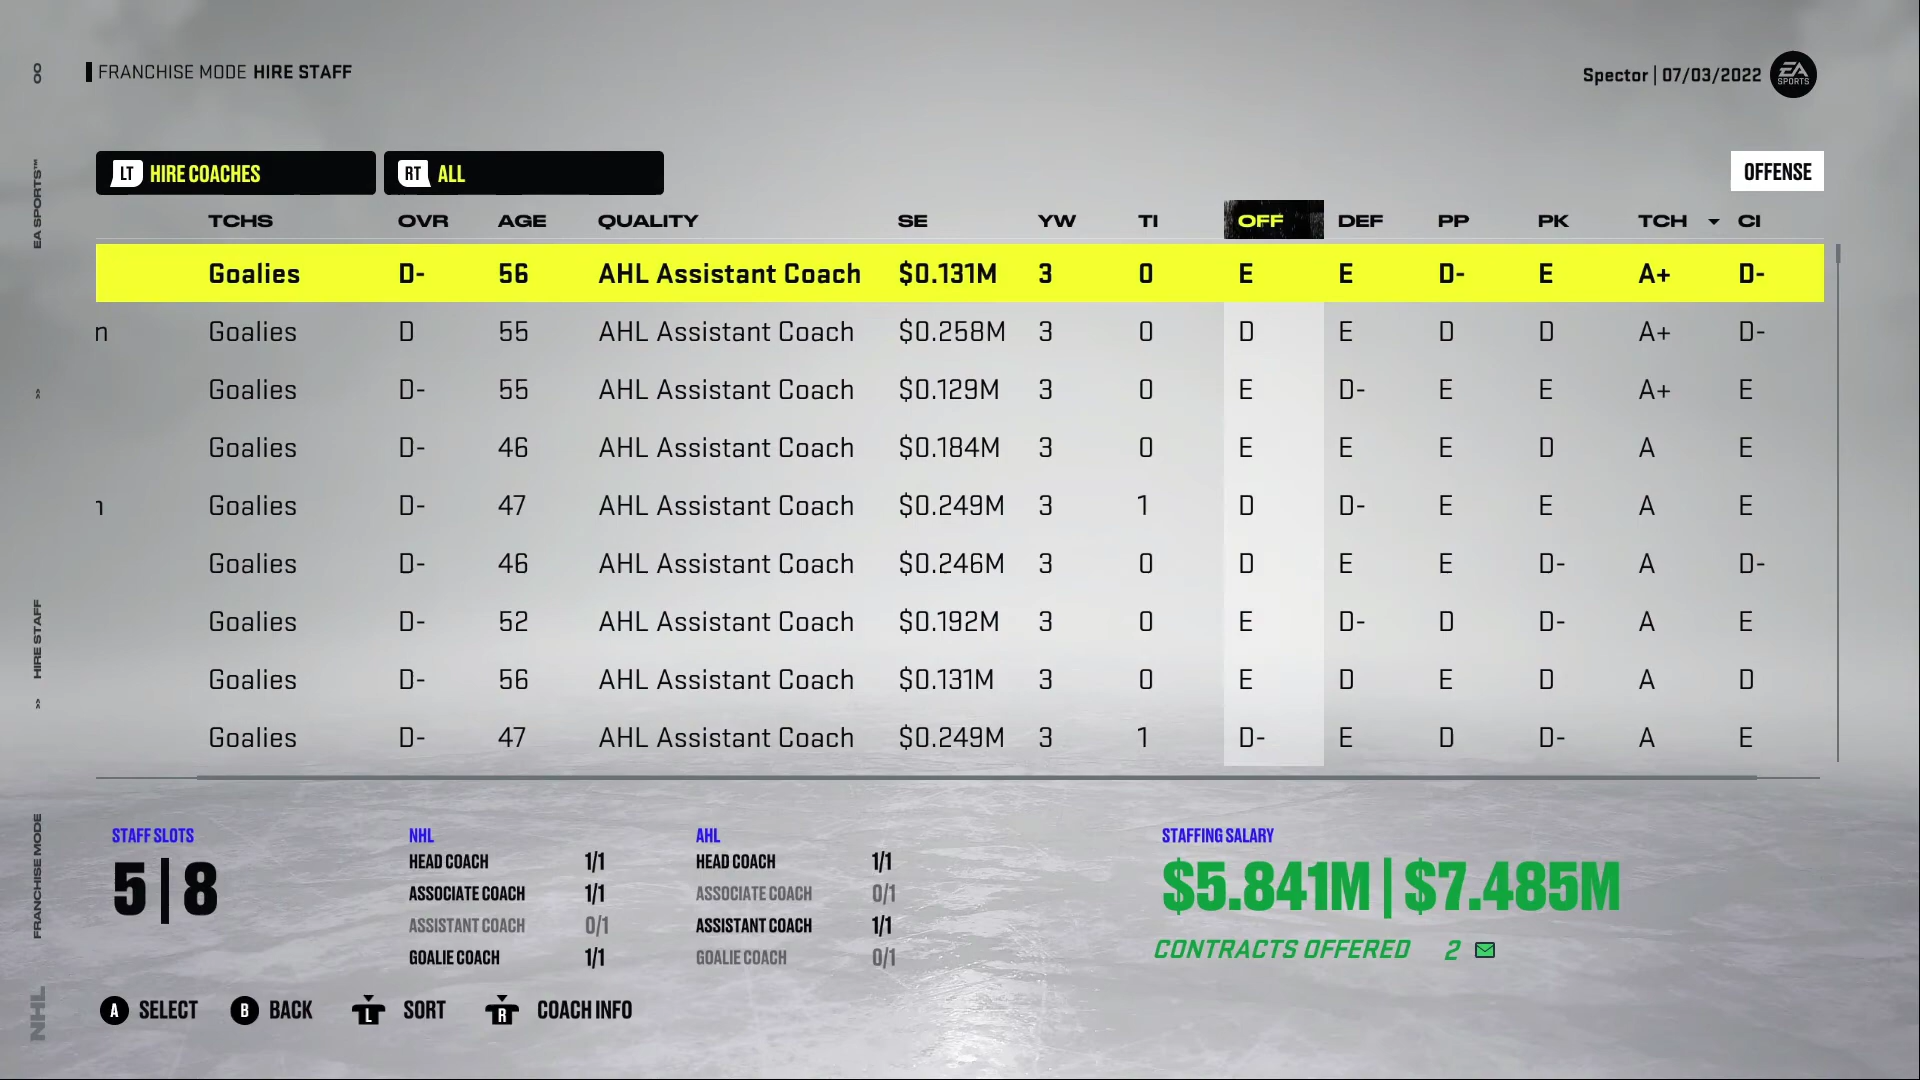 FRANCHISE MODE HIRE STAFF
Spector | 07/03/2022
EA SPORTS
LT HIRE COACHES
RT ALL
OFFENSE
TCHS OVR AGE QUALITY SE YW TI OFF DEF PP PK TCH CI
Goalies D- 56 AHL Assistant Coach $0.131M 3 0 E E D- E A+ D-
n Goalies D 55 AHL Assistant Coach $0.258M 3 0 D E D D A+ D-
Goalies D- 55 AHL Assistant Coach $0.129M 3 0 E D- E E A+ E
Goalies D- 46 AHL Assistant Coach $0.184M 3 0 E E E D A E
Goalies D- 47 AHL Assistant Coach $0.249M 3 1 D D- E E A E
Goalies D- 46 AHL Assistant Coach $0.246M 3 0 D E E D- A D-
Goalies D- 52 AHL Assistant Coach $0.192M 3 0 E D- D D- A E
Goalies D- 56 AHL Assistant Coach $0.131M 3 0 E D E D A D
Goalies D- 47 AHL Assistant Coach $0.249M 3 1 D- E D D- A E
STAFF SLOTS
5|8
NHL
HEAD COACH 1/1
ASSOCIATE COACH 1/1
ASSISTANT COACH 0/1
GOALIE COACH 1/1
AHL
HEAD COACH 1/1
ASSOCIATE COACH 0/1
ASSISTANT COACH 1/1
GOALIE COACH 0/1
STAFFING SALARY
$5.841M|$7.485M
CONTRACTS OFFERED 2
A SELECT B BACK L SORT R COACH INFO
NHL
FRANCHISE MODE
>>
HIRE STAFF
>>
EA SPORTS™